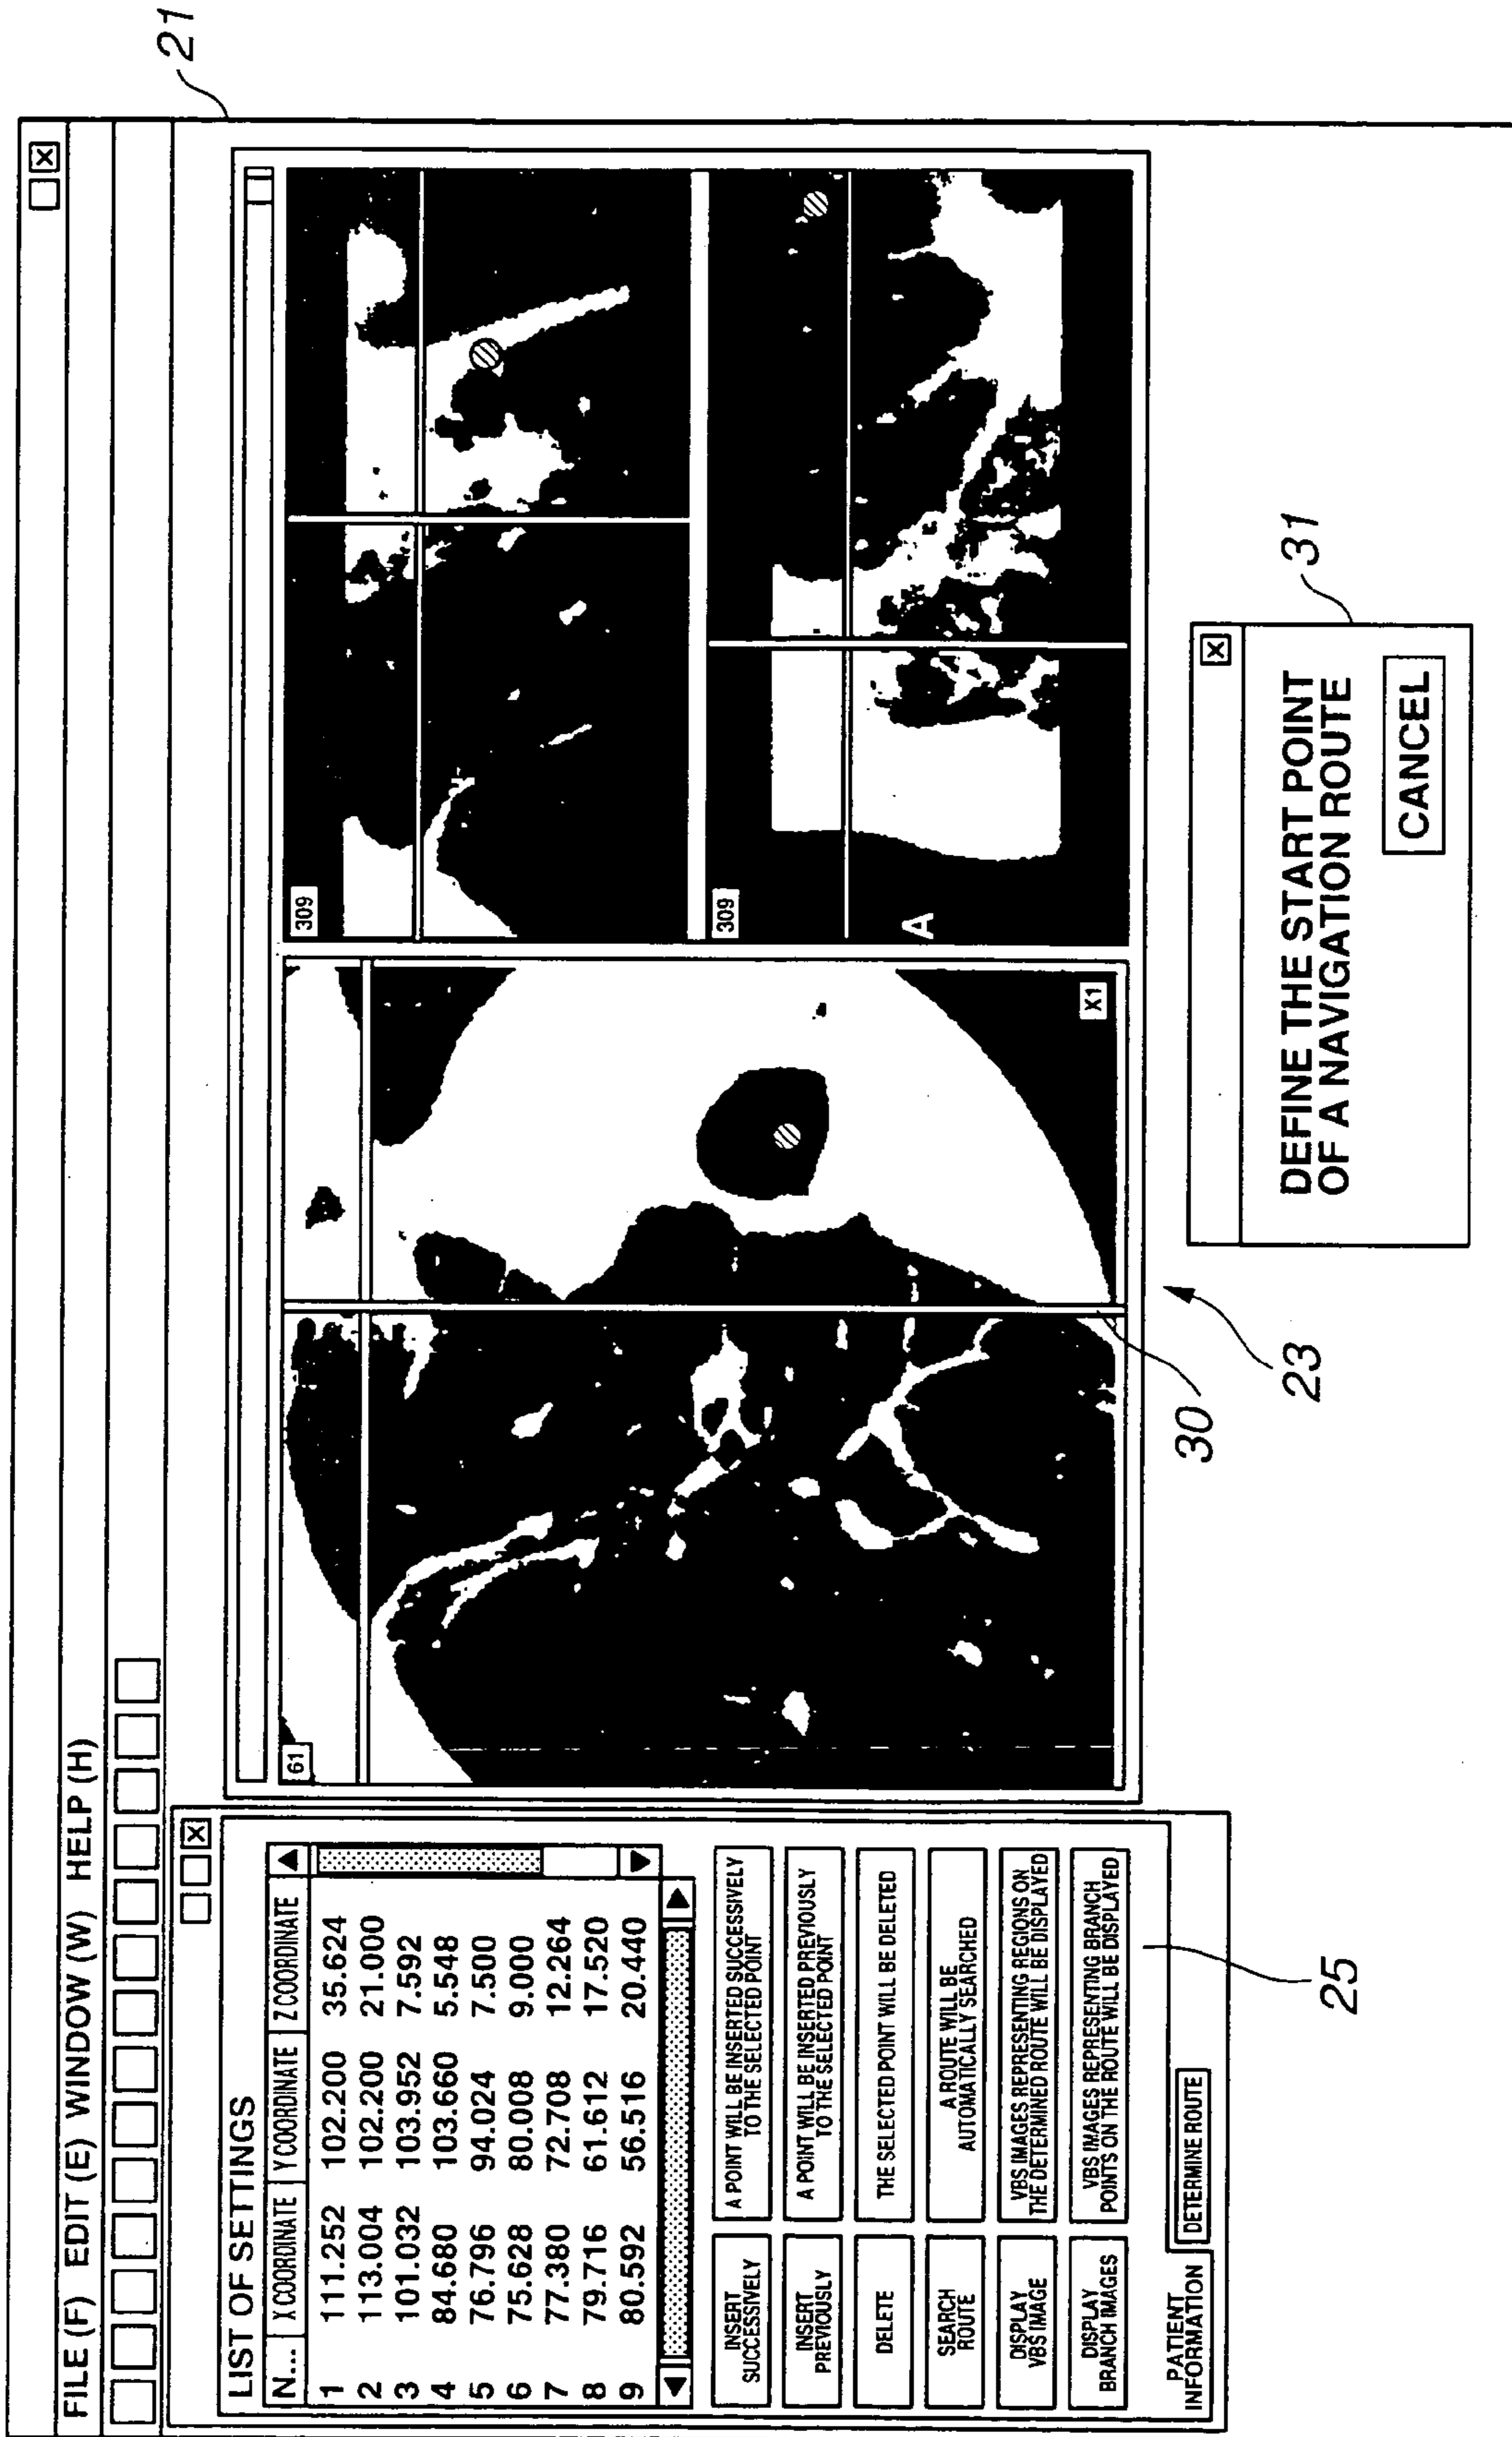 21
FILE (F) EDIT (E) WINDOW (W) HELP (H)
X
X
LIST OF SETTINGS
N... X COORDINATE Y COORDINATE Z COORDINATE
1 111.252 102.200 35.624
2 113.004 102.200 21.000
3 101.032 103.952 7.592
4 84.680 103.660 5.548
5 76.796 94.024 7.500
6 75.628 80.008 9.000
7 77.380 72.708 12.264
8 79.716 61.612 17.520
9 80.592 56.516 20.440
INSERT
SUCCESSIVELY
A POINT WILL BE INSERTED SUCCESSIVELY
TO THE SELECTED POINT
INSERT
PREVIOUSLY
A POINT WILL BE INSERTED PREVIOUSLY
TO THE SELECTED POINT
DELETE
THE SELECTED POINT WILL BE DELETED
SEARCH
ROUTE
A ROUTE WILL BE
AUTOMATICALLY SEARCHED
DISPLAY
VBS IMAGE
VBS IMAGES REPRESENTING REGIONS ON
THE DETERMINED ROUTE WILL BE DISPLAYED
DISPLAY
BRANCH IMAGES
VBS IMAGES REPRESENTING BRANCH
POINTS ON THE ROUTE WILL BE DISPLAYED
PATIENT
INFORMATION
DETERMINE ROUTE
25
61
X1
309
309
A
30
23
X
DEFINE THE START POINT
OF A NAVIGATION ROUTE
CANCEL
31